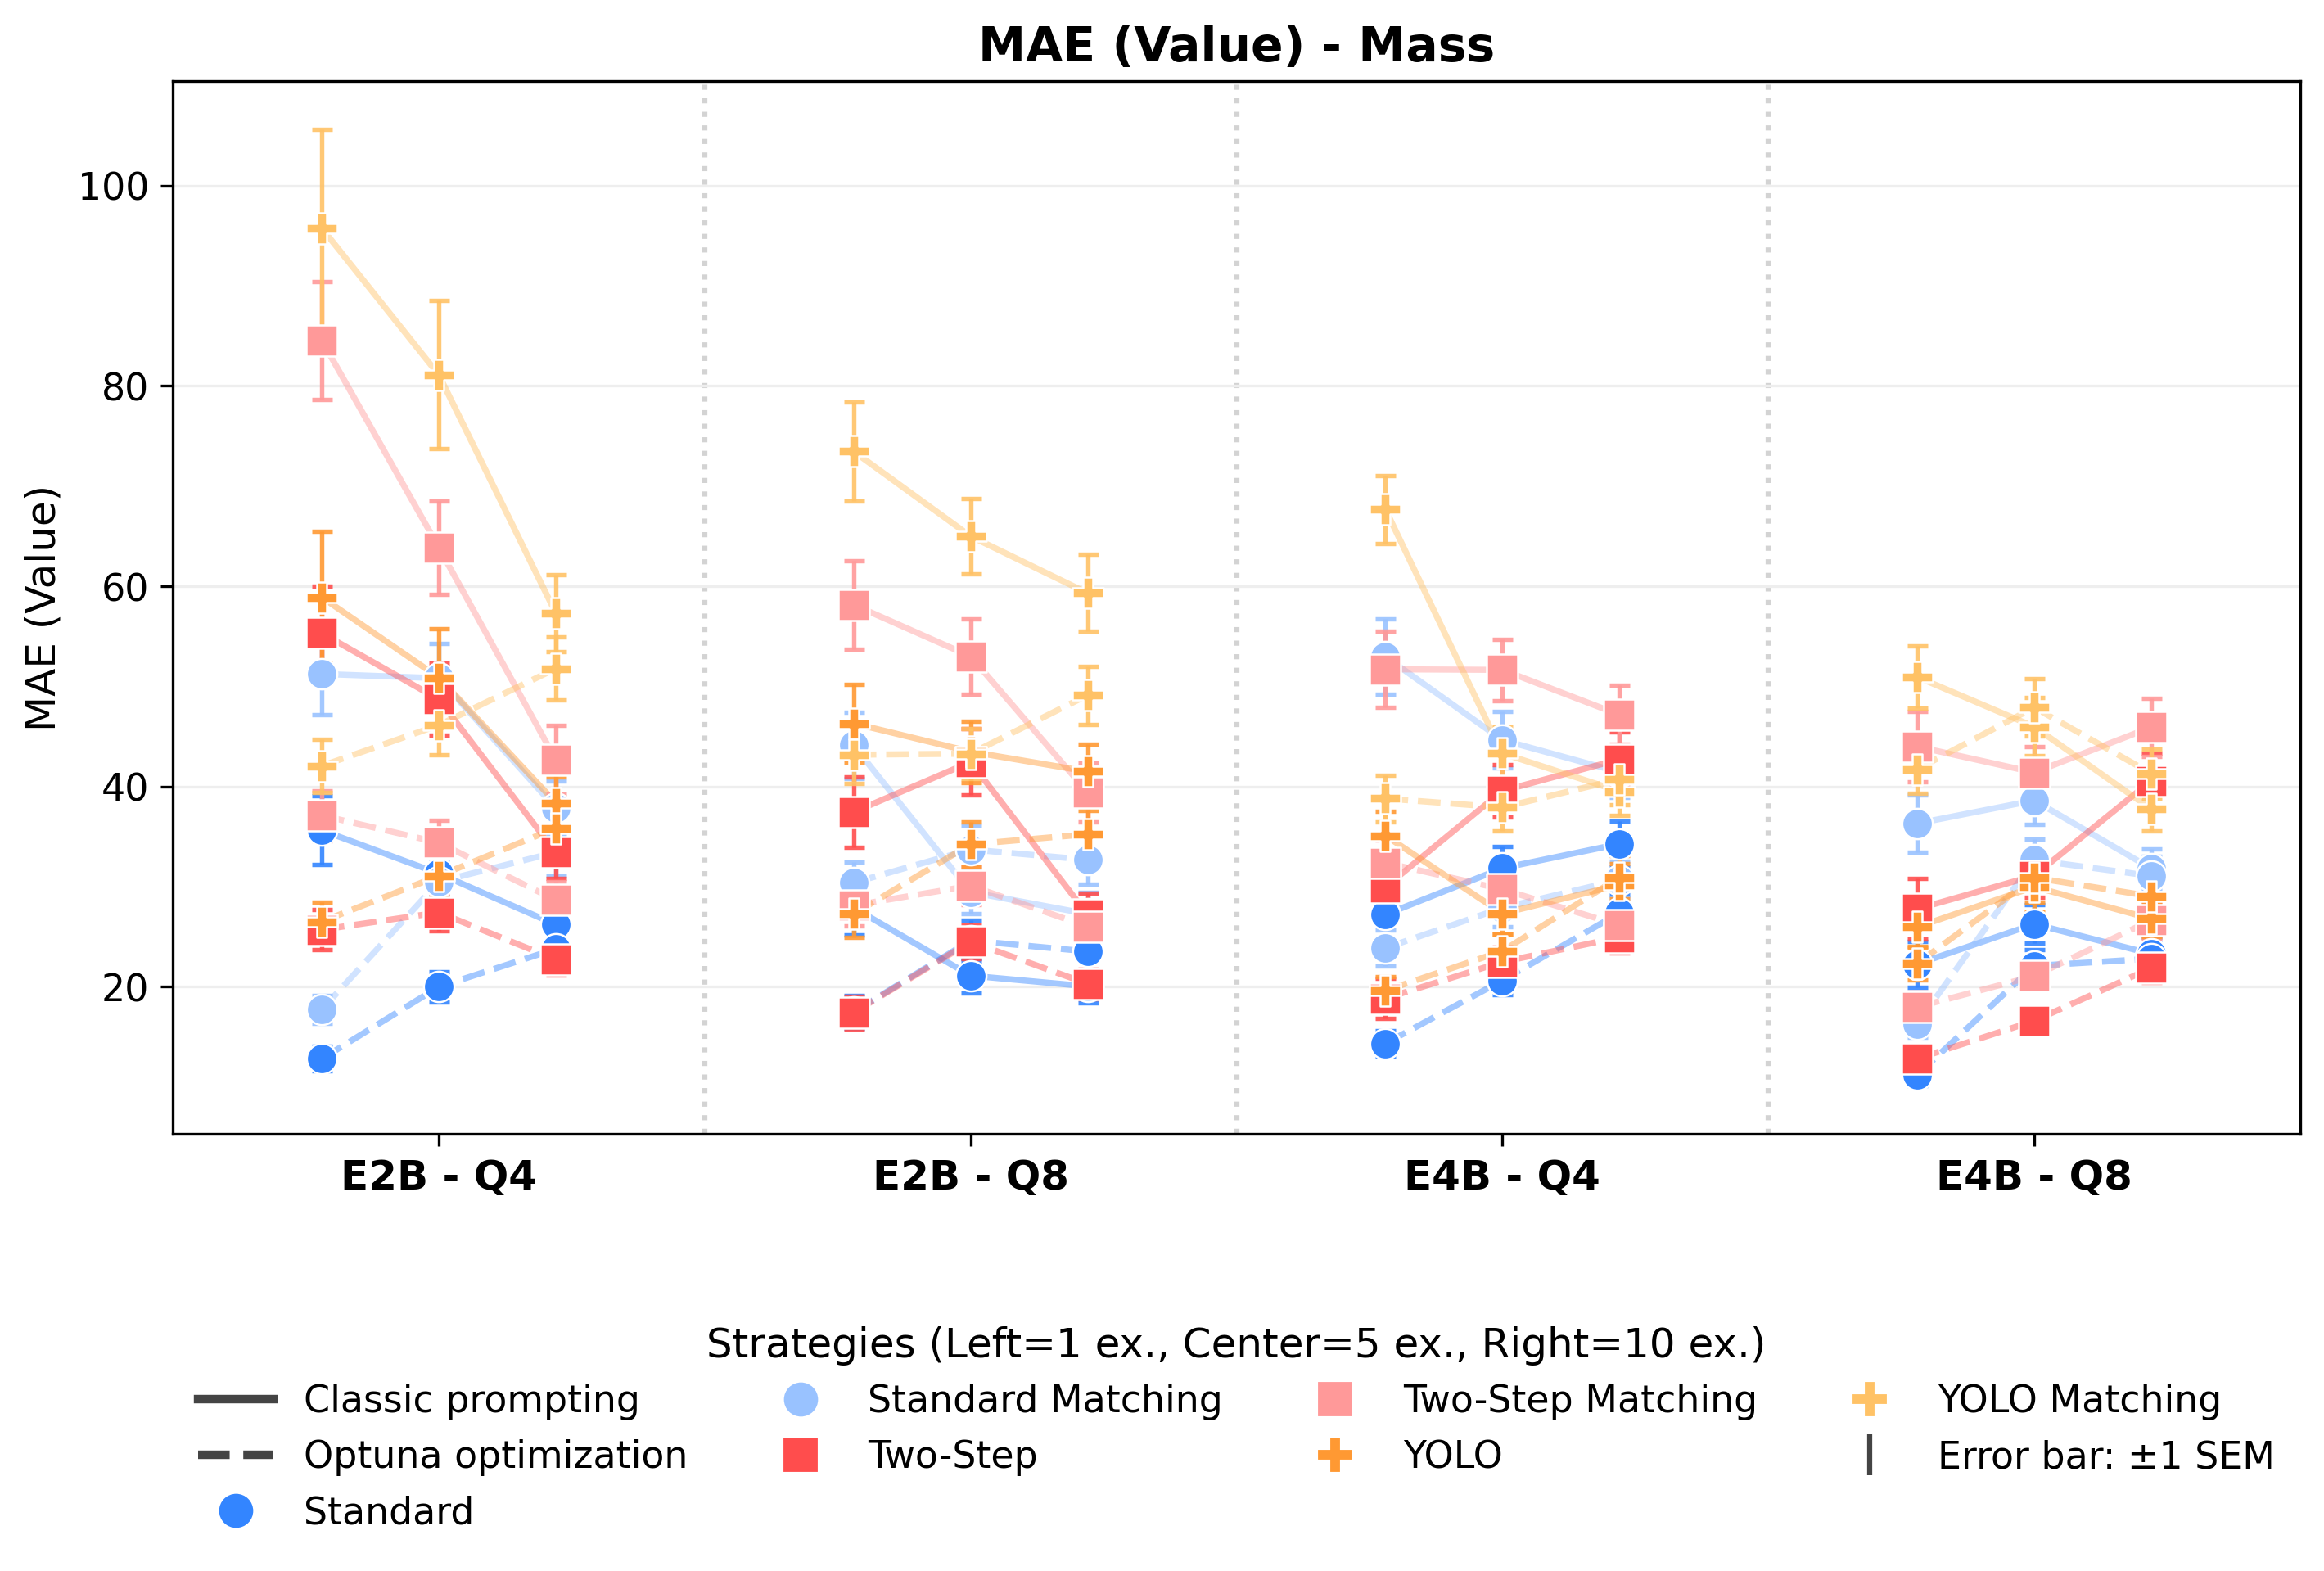 MAE (Value) - Mass
MAE (Value)
100
80
60
40
20
E2B - Q4
E2B - Q8
E4B - Q4
E4B - Q8
Strategies (Left=1 ex., Center=5 ex., Right=10 ex.)
Classic prompting
Optuna optimization
Standard
Standard Matching
Two-Step
Two-Step Matching
YOLO
YOLO Matching
Error bar: ±1 SEM